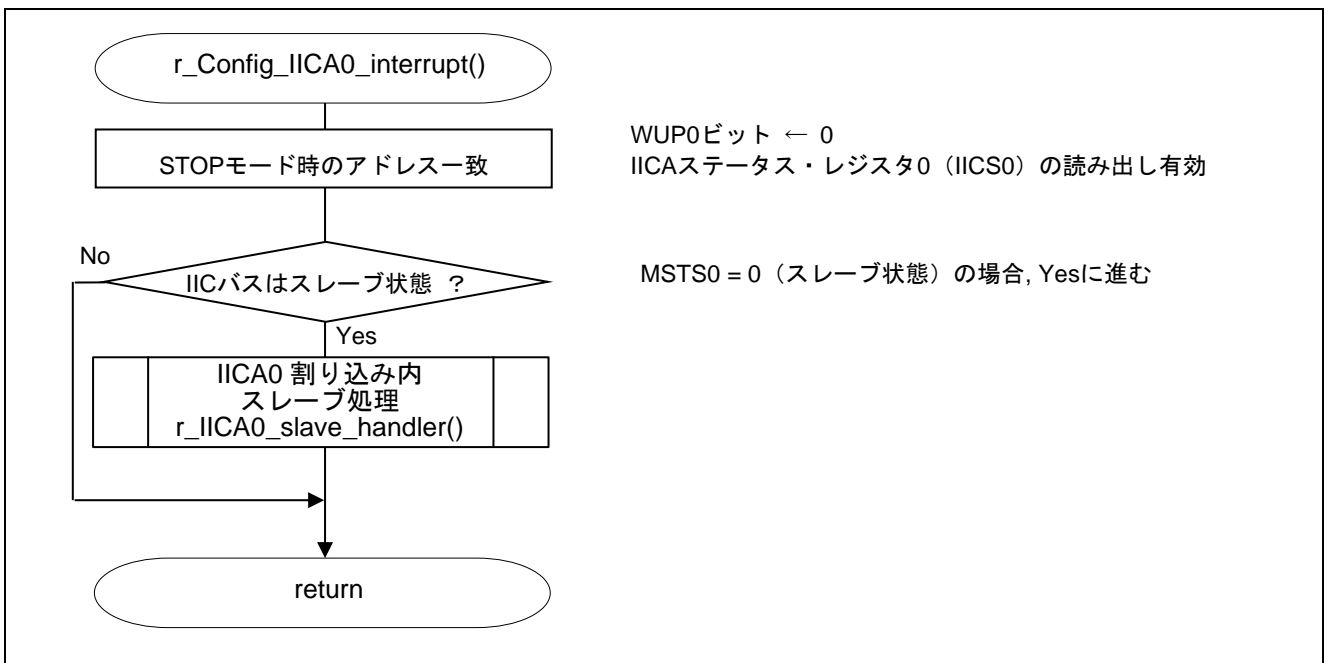 r_Config_IICA0_interrupt()
WUP0ビット ← 0
STOPモード時のアドレス一致
IICAステータス・レジスタ0（IICS0）の読み出し有効
No
IICバスはスレーブ状態 ？
MSTS0 = 0（スレーブ状態）の場合, Yesに進む
Yes
IICA0 割り込み内
スレーブ処理
r_IICA0_slave_handler()
return